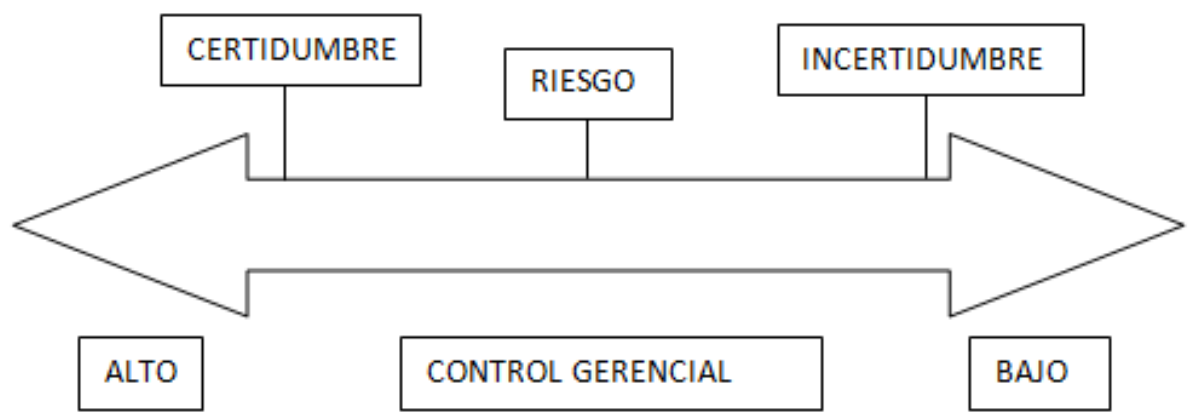 CERTIDUMBRE
RIESGO
INCERTIDUMBRE
ALTO
CONTROL GERENCIAL
BAJO